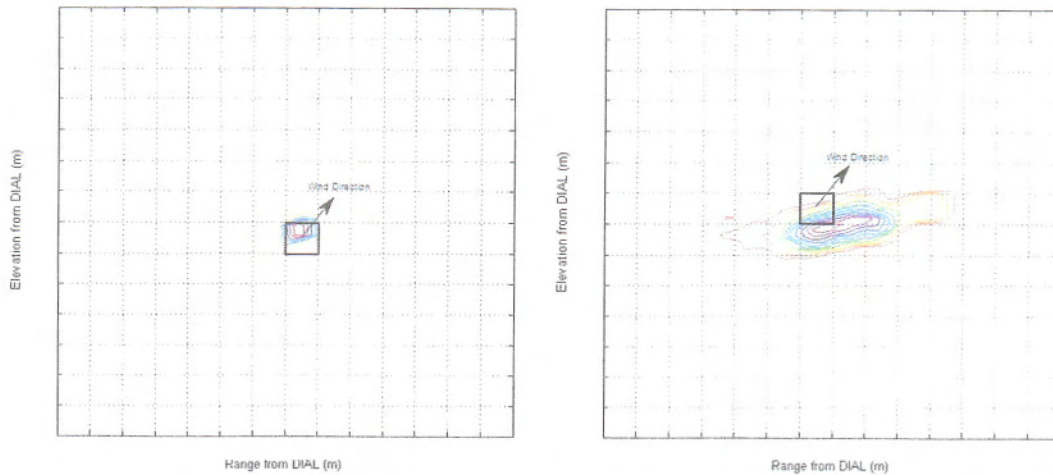 Elevation from DIAL (m)
Wind Direction
Range from DIAL (m)
Elevation from DIAL (m)
Wind Direction
Range from DIAL (m)